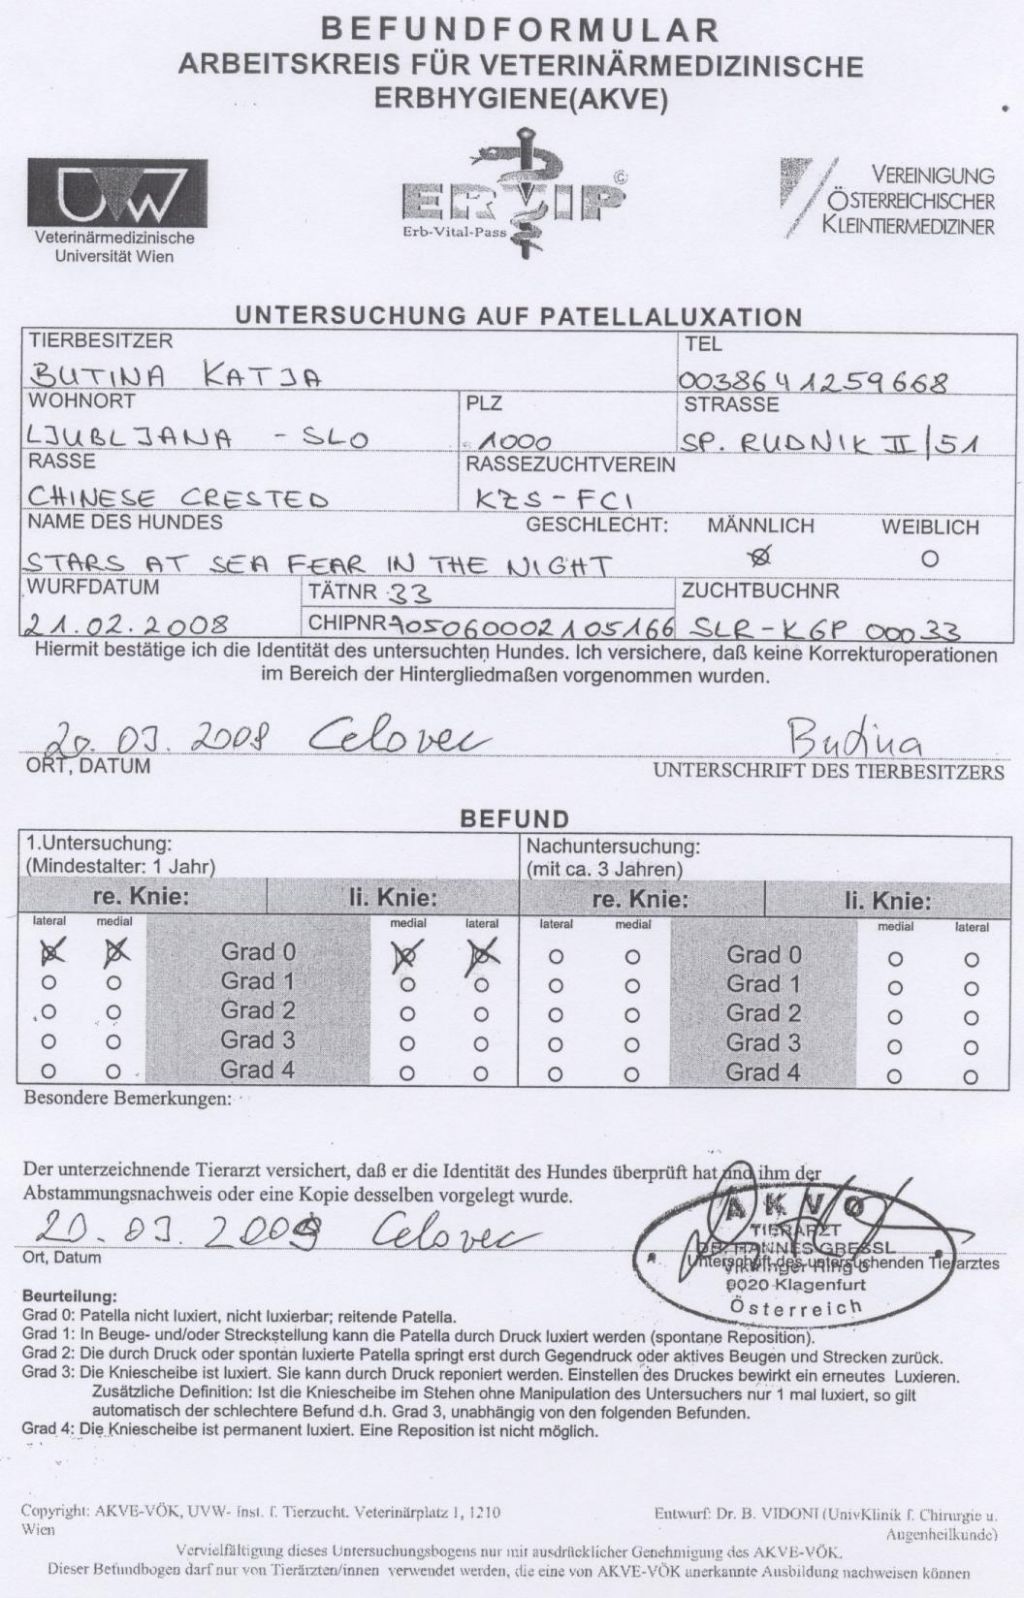 BEFUNDFORMULAR
ARBEITSKREIS FÜR VETERINÄRMEDIZINISCHE
ERBHYGIENE(AKVE)
UVW
Veterinärmedizinische
Universität Wien
ERVIP©
Erb-Vital-Pass
VEREINIGUNG
ÖSTERREICHISCHER
KLEINTIERMEDIZINER
UNTERSUCHUNG AUF PATELLALUXATION
TIERBESITZER TEL
BUTINA KATJA 0038641259668
WOHNORT PLZ STRASSE
LJUBLJANA - SLO 1000 SP. RUDNIK II/51
RASSE RASSEZUCHTVEREIN
CHINESE CRESTED KZS-FCI
NAME DES HUNDES GESCHLECHT: MÄNNLICH WEIBLICH
STARS AT SEA FEAR IN THE NIGHT
WURFDATUM TÄTNR 33 ZUCHTBUCHNR
21.02.2008 CHIPNR 705060002105166 SLR-KGP 00033
Hiermit bestätige ich die Identität des untersuchten Hundes. Ich versichere, daß keine Korrekturoperationen
im Bereich der Hintergliedmaßen vorgenommen wurden.
20. 03. 2009 Celovec Butina
ORT, DATUM UNTERSCHRIFT DES TIERBESITZERS
BEFUND
1.Untersuchung: Nachuntersuchung:
(Mindestalter: 1 Jahr) (mit ca. 3 Jahren)
re. Knie: li. Knie: re. Knie: li. Knie:
lateral medial medial lateral lateral medial medial lateral
Grad 0 Grad 0
Grad 1 Grad 1
Grad 2 Grad 2
Grad 3 Grad 3
Grad 4 Grad 4
Besondere Bemerkungen:
Der unterzeichnende Tierarzt versichert, daß er die Identität des Hundes überprüft hat und ihm der
Abstammungsnachweis oder eine Kopie desselben vorgelegt wurde.
20. 03. 2009 Celovec
AKVÖ
TIERARZT
DR. HANNES GRESSL
Ort, Datum Unterschrift des untersuchenden Tierarztes
9020 Klagenfurt
Österreich
Beurteilung:
Grad 0: Patella nicht luxiert, nicht luxierbar; reitende Patella.
Grad 1: In Beuge- und/oder Streckstellung kann die Patella durch Druck luxiert werden (spontane Reposition).
Grad 2: Die durch Druck oder spontan luxierte Patella springt erst durch Gegendruck oder aktives Beugen und Strecken zurück.
Grad 3: Die Kniescheibe ist luxiert. Sie kann durch Druck reponiert werden. Einstellen des Druckes bewirkt ein erneutes Luxieren.
Zusätzliche Definition: Ist die Kniescheibe im Stehen ohne Manipulation des Untersuchers nur 1 mal luxiert, so gilt
automatisch der schlechtere Befund d.h. Grad 3, unabhängig von den folgenden Befunden.
Grad 4: Die Kniescheibe ist permanent luxiert. Eine Reposition ist nicht möglich.
Copyright: AKVE-VÖK, UVW- Inst. f. Tierzucht. Veterinärplatz 1, 1210
Wien
Entwurf: Dr. B. VIDONI (UnivKlinik f. Chirurgie u.
Augenheilkunde)
Vervielfältigung dieses Untersuchungsbogens nur mit ausdrücklicher Genehmigung des AKVE-VÖK.
Dieser Befundbogen darf nur von Tierärzten/innen verwendet werden, die eine von AKVE-VÖK anerkannte Ausbildung nachweisen können